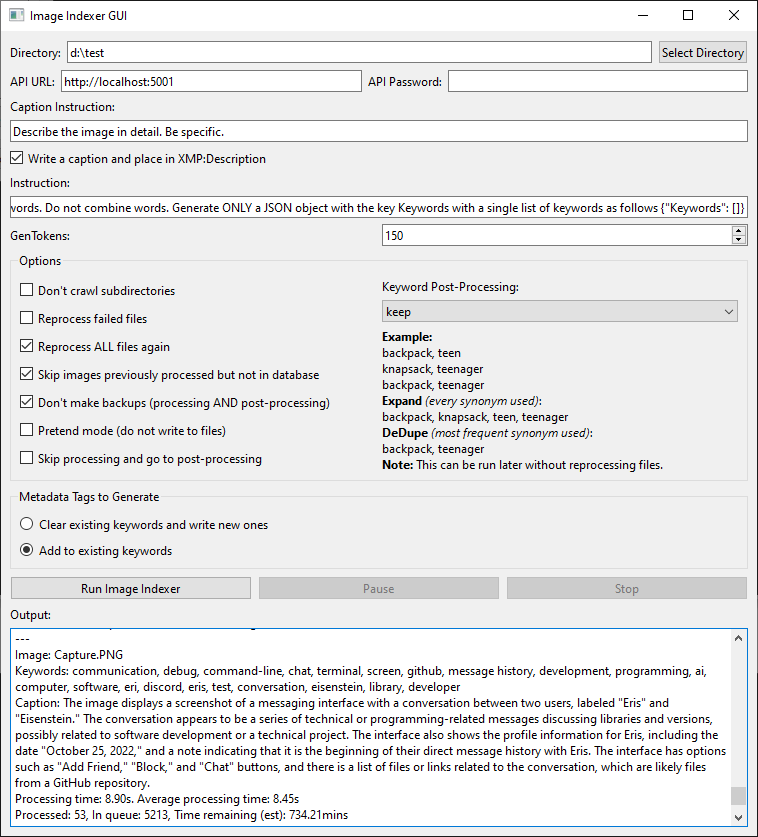 Image Indexer GUI
Directory: d:\test Select Directory
API URL: http://localhost:5001 API Password:
Caption Instruction:
Describe the image in detail. Be specific.
Write a caption and place in XMP:Description
Instruction:
words. Do not combine words. Generate ONLY a JSON object with the key Keywords with a single list of keywords as follows {"Keywords": []}
GenTokens: 150
Options
Don't crawl subdirectories
Reprocess failed files
Reprocess ALL files again
Skip images previously processed but not in database
Don't make backups (processing AND post-processing)
Pretend mode (do not write to files)
Skip processing and go to post-processing
Keyword Post-Processing:
keep
Example:
backpack, teen
knapsack, teenager
backpack, teenager
Expand (every synonym used):
backpack, knapsack, teen, teenager
DeDupe (most frequent synonym used):
backpack, teenager
Note: This can be run later without reprocessing files.
Metadata Tags to Generate
Clear existing keywords and write new ones
Add to existing keywords
Run Image Indexer Pause Stop
Output:
---
Image: Capture.PNG
Keywords: communication, debug, command-line, chat, terminal, screen, github, message history, development, programming, ai,
computer, software, eri, discord, eris, test, conversation, eisenstein, library, developer
Caption: The image displays a screenshot of a messaging interface with a conversation between two users, labeled "Eris" and
"Eisenstein." The conversation appears to be a series of technical or programming-related messages discussing libraries and versions,
possibly related to software development or a technical project. The interface also shows the profile information for Eris, including the
date "October 25, 2022," and a note indicating that it is the beginning of their direct message history with Eris. The interface has options
such as "Add Friend," "Block," and "Chat" buttons, and there is a list of files or links related to the conversation, which are likely files
from a GitHub repository.
Processing time: 8.90s. Average processing time: 8.45s
Processed: 53, In queue: 5213, Time remaining (est): 734.21mins